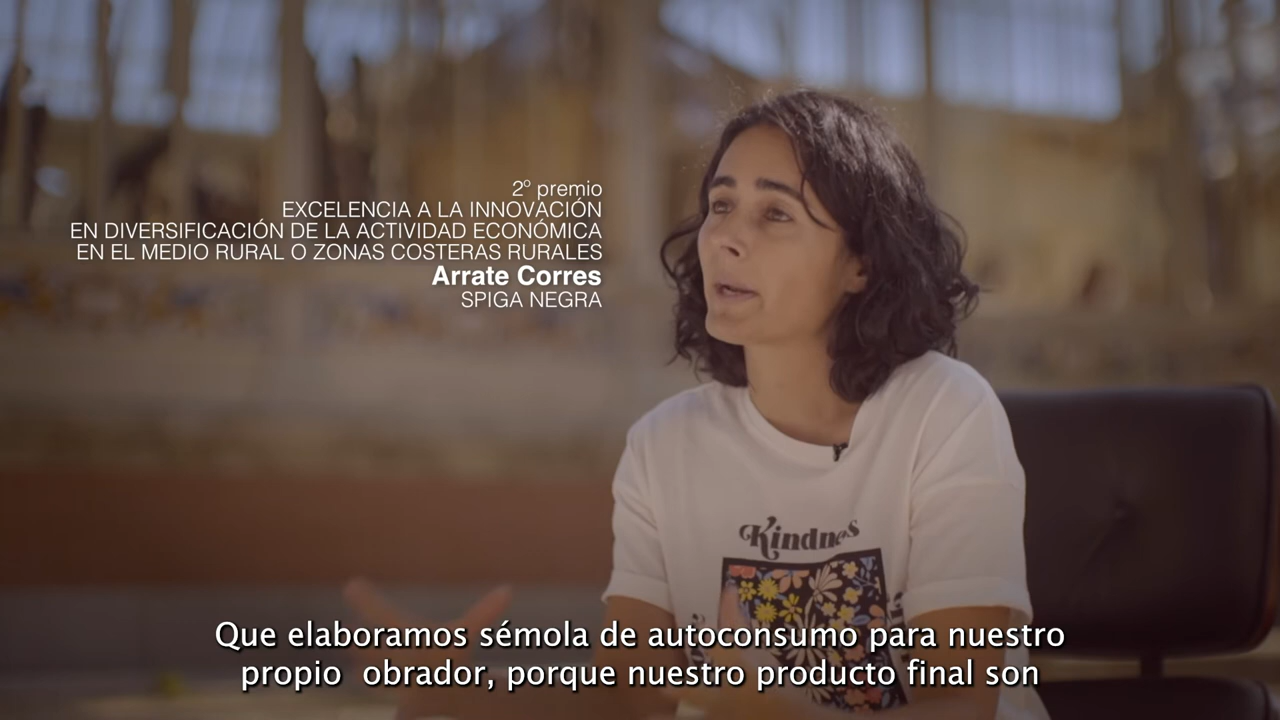 2º premio
EXCELENCIA A LA INNOVACIÓN
EN DIVERSIFICACIÓN DE LA ACTIVIDAD ECONÓMICA
EN EL MEDIO RURAL O ZONAS COSTERAS RURALES
Arrate Corres
SPIGA NEGRA
Kindness
Que elaboramos sémola de autoconsumo para nuestro
propio obrador, porque nuestro producto final son